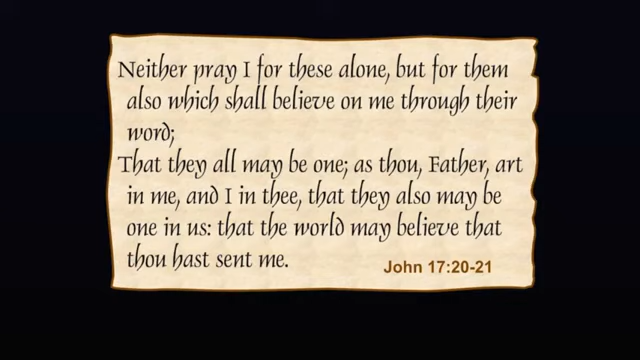 Neither pray I for these alone, but for them
also which shall believe on me through their
word;
That they all may be one; as thou, Father, art
in me, and I in thee, that they also may be
one in us: that the world may believe that
thou hast sent me.
John 17:20-21